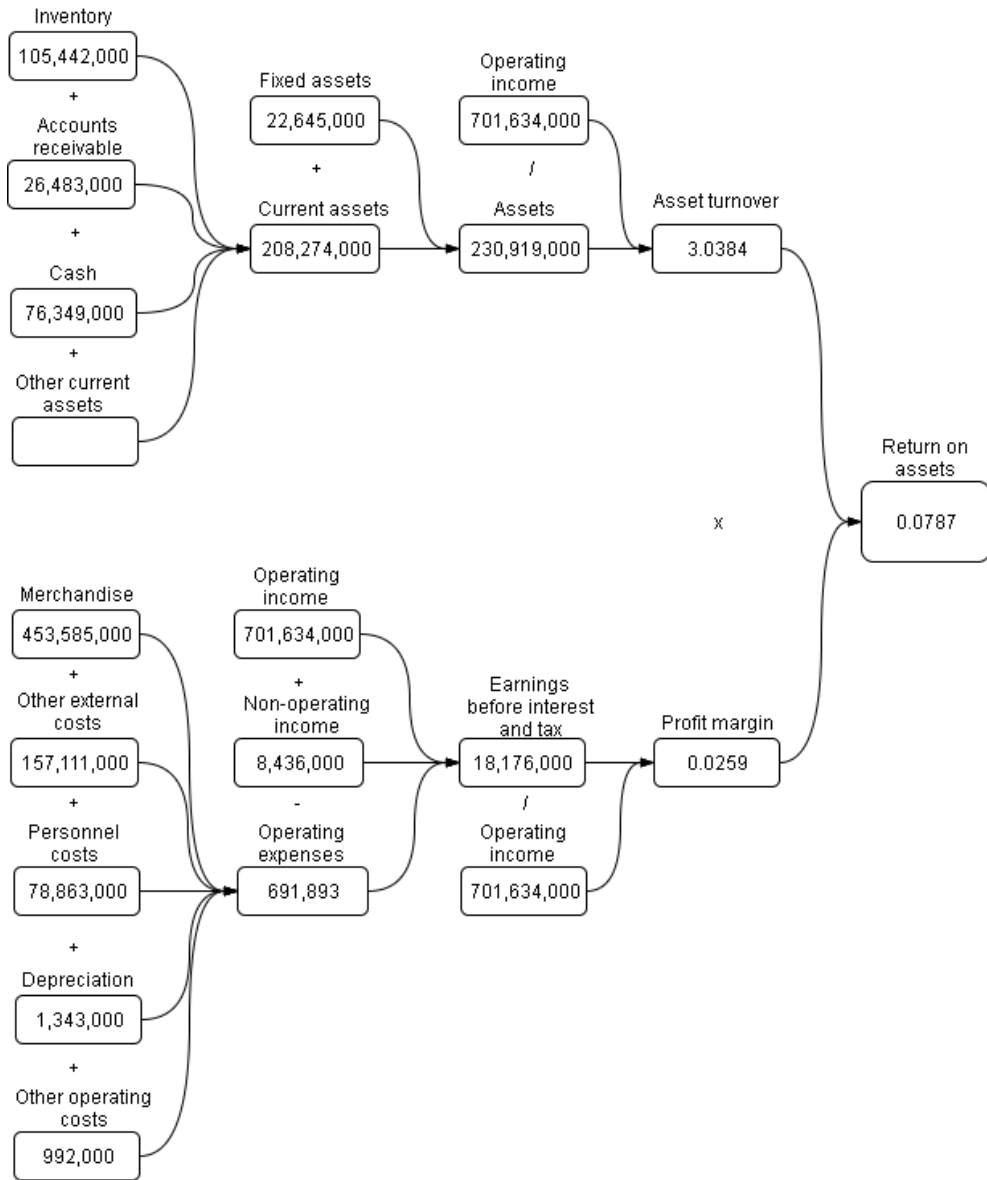 Inventory
105,442,000
+
Accounts
receivable
26,483,000
+
Cash
76,349,000
+
Other current
assets
Fixed assets
22,645,000
+
Current assets
208,274,000
Operating
income
701,634,000
/
Assets
230,919,000
Asset turnover
3.0384
x
Return on
assets
0.0787
Merchandise
453,585,000
+
Other external
costs
157,111,000
+
Personnel
costs
78,863,000
+
Depreciation
1,343,000
+
Other operating
costs
992,000
Operating
income
701,634,000
+
Non-operating
income
8,436,000
-
Operating
expenses
691,893
Earnings
before interest
and tax
18,176,000
/
Operating
income
701,634,000
Profit margin
0.0259